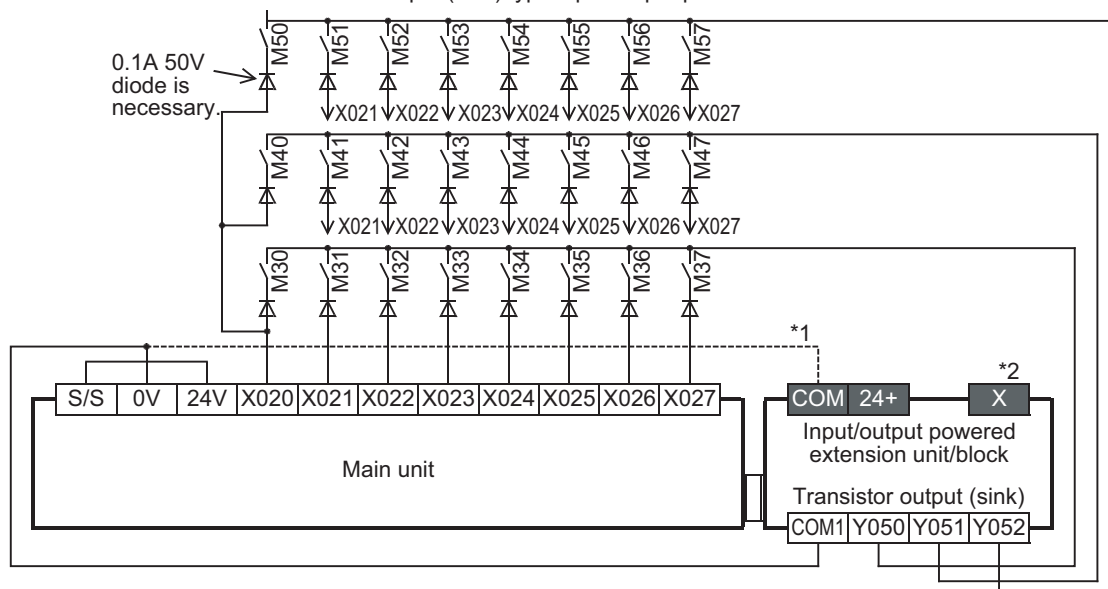 M50 M51 M52 M53 M54 M55 M56 M57
0.1A 50V
diode is
necessary.
X021 X022 X023 X024 X025 X026 X027
M40 M41 M42 M43 M44 M45 M46 M47
X021 X022 X023 X024 X025 X026 X027
M30 M31 M32 M33 M34 M35 M36 M37
*1
*2
S/S 0V 24V X020 X021 X022 X023 X024 X025 X026 X027
COM 24+ X
Input/output powered
extension unit/block
Main unit
Transistor output (sink)
COM1 Y050 Y051 Y052